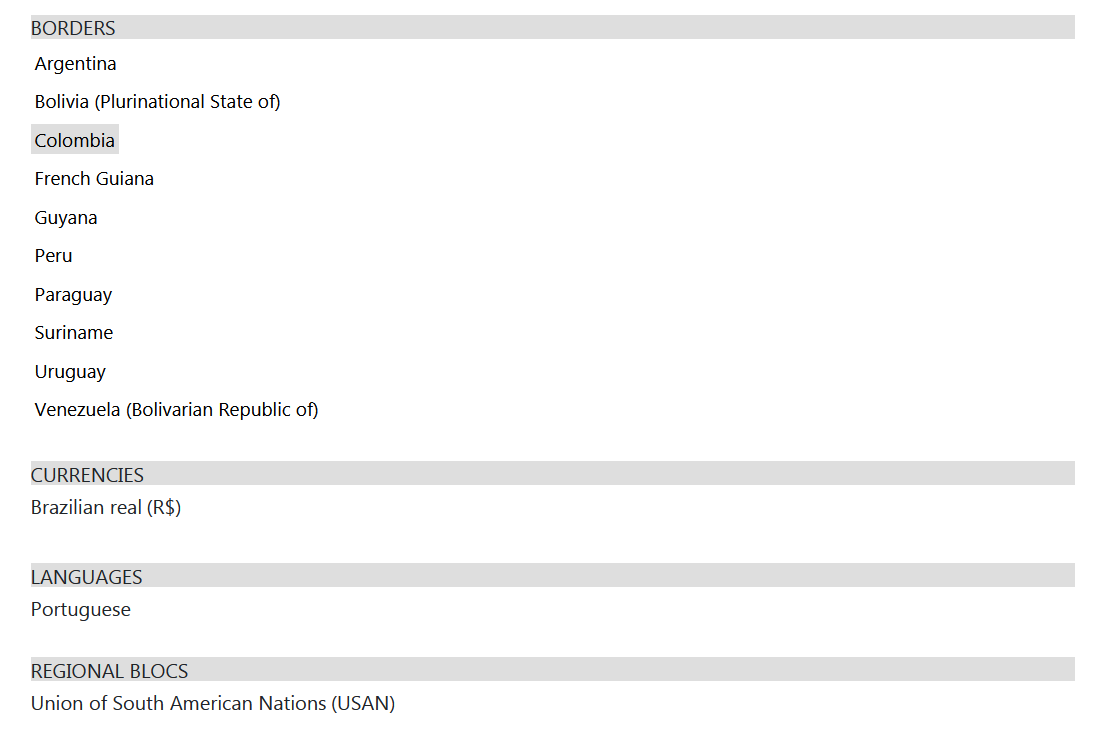 BORDERS
Argentina
Bolivia (Plurinational State of)
Colombia
French Guiana
Guyana
Peru
Paraguay
Suriname
Uruguay
Venezuela (Bolivarian Republic of)
CURRENCIES
Brazilian real (R$)
LANGUAGES
Portuguese
REGIONAL BLOCS
Union of South American Nations (USAN)